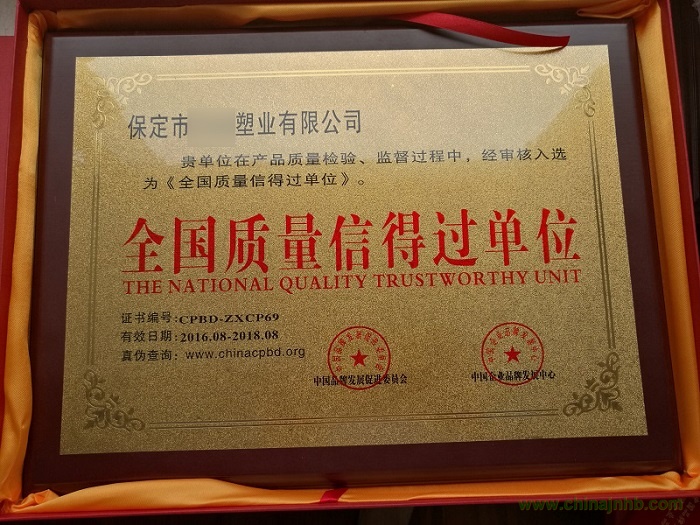 保定市 塑业有限公司
贵单位在产品质量检验、监督过程中，经审核入选
为《全国质量信得过单位》。
全国质量信得过单位
THE NATIONAL QUALITY TRUSTWORTHY UNIT
证书编号：CPBD-ZXCP69
有效日期：2016.08-2018.08
真伪查询：www.chinacpbd.org
中国品牌发展促进委员会
中国企业品牌发展中心
www.chinajnhb.com